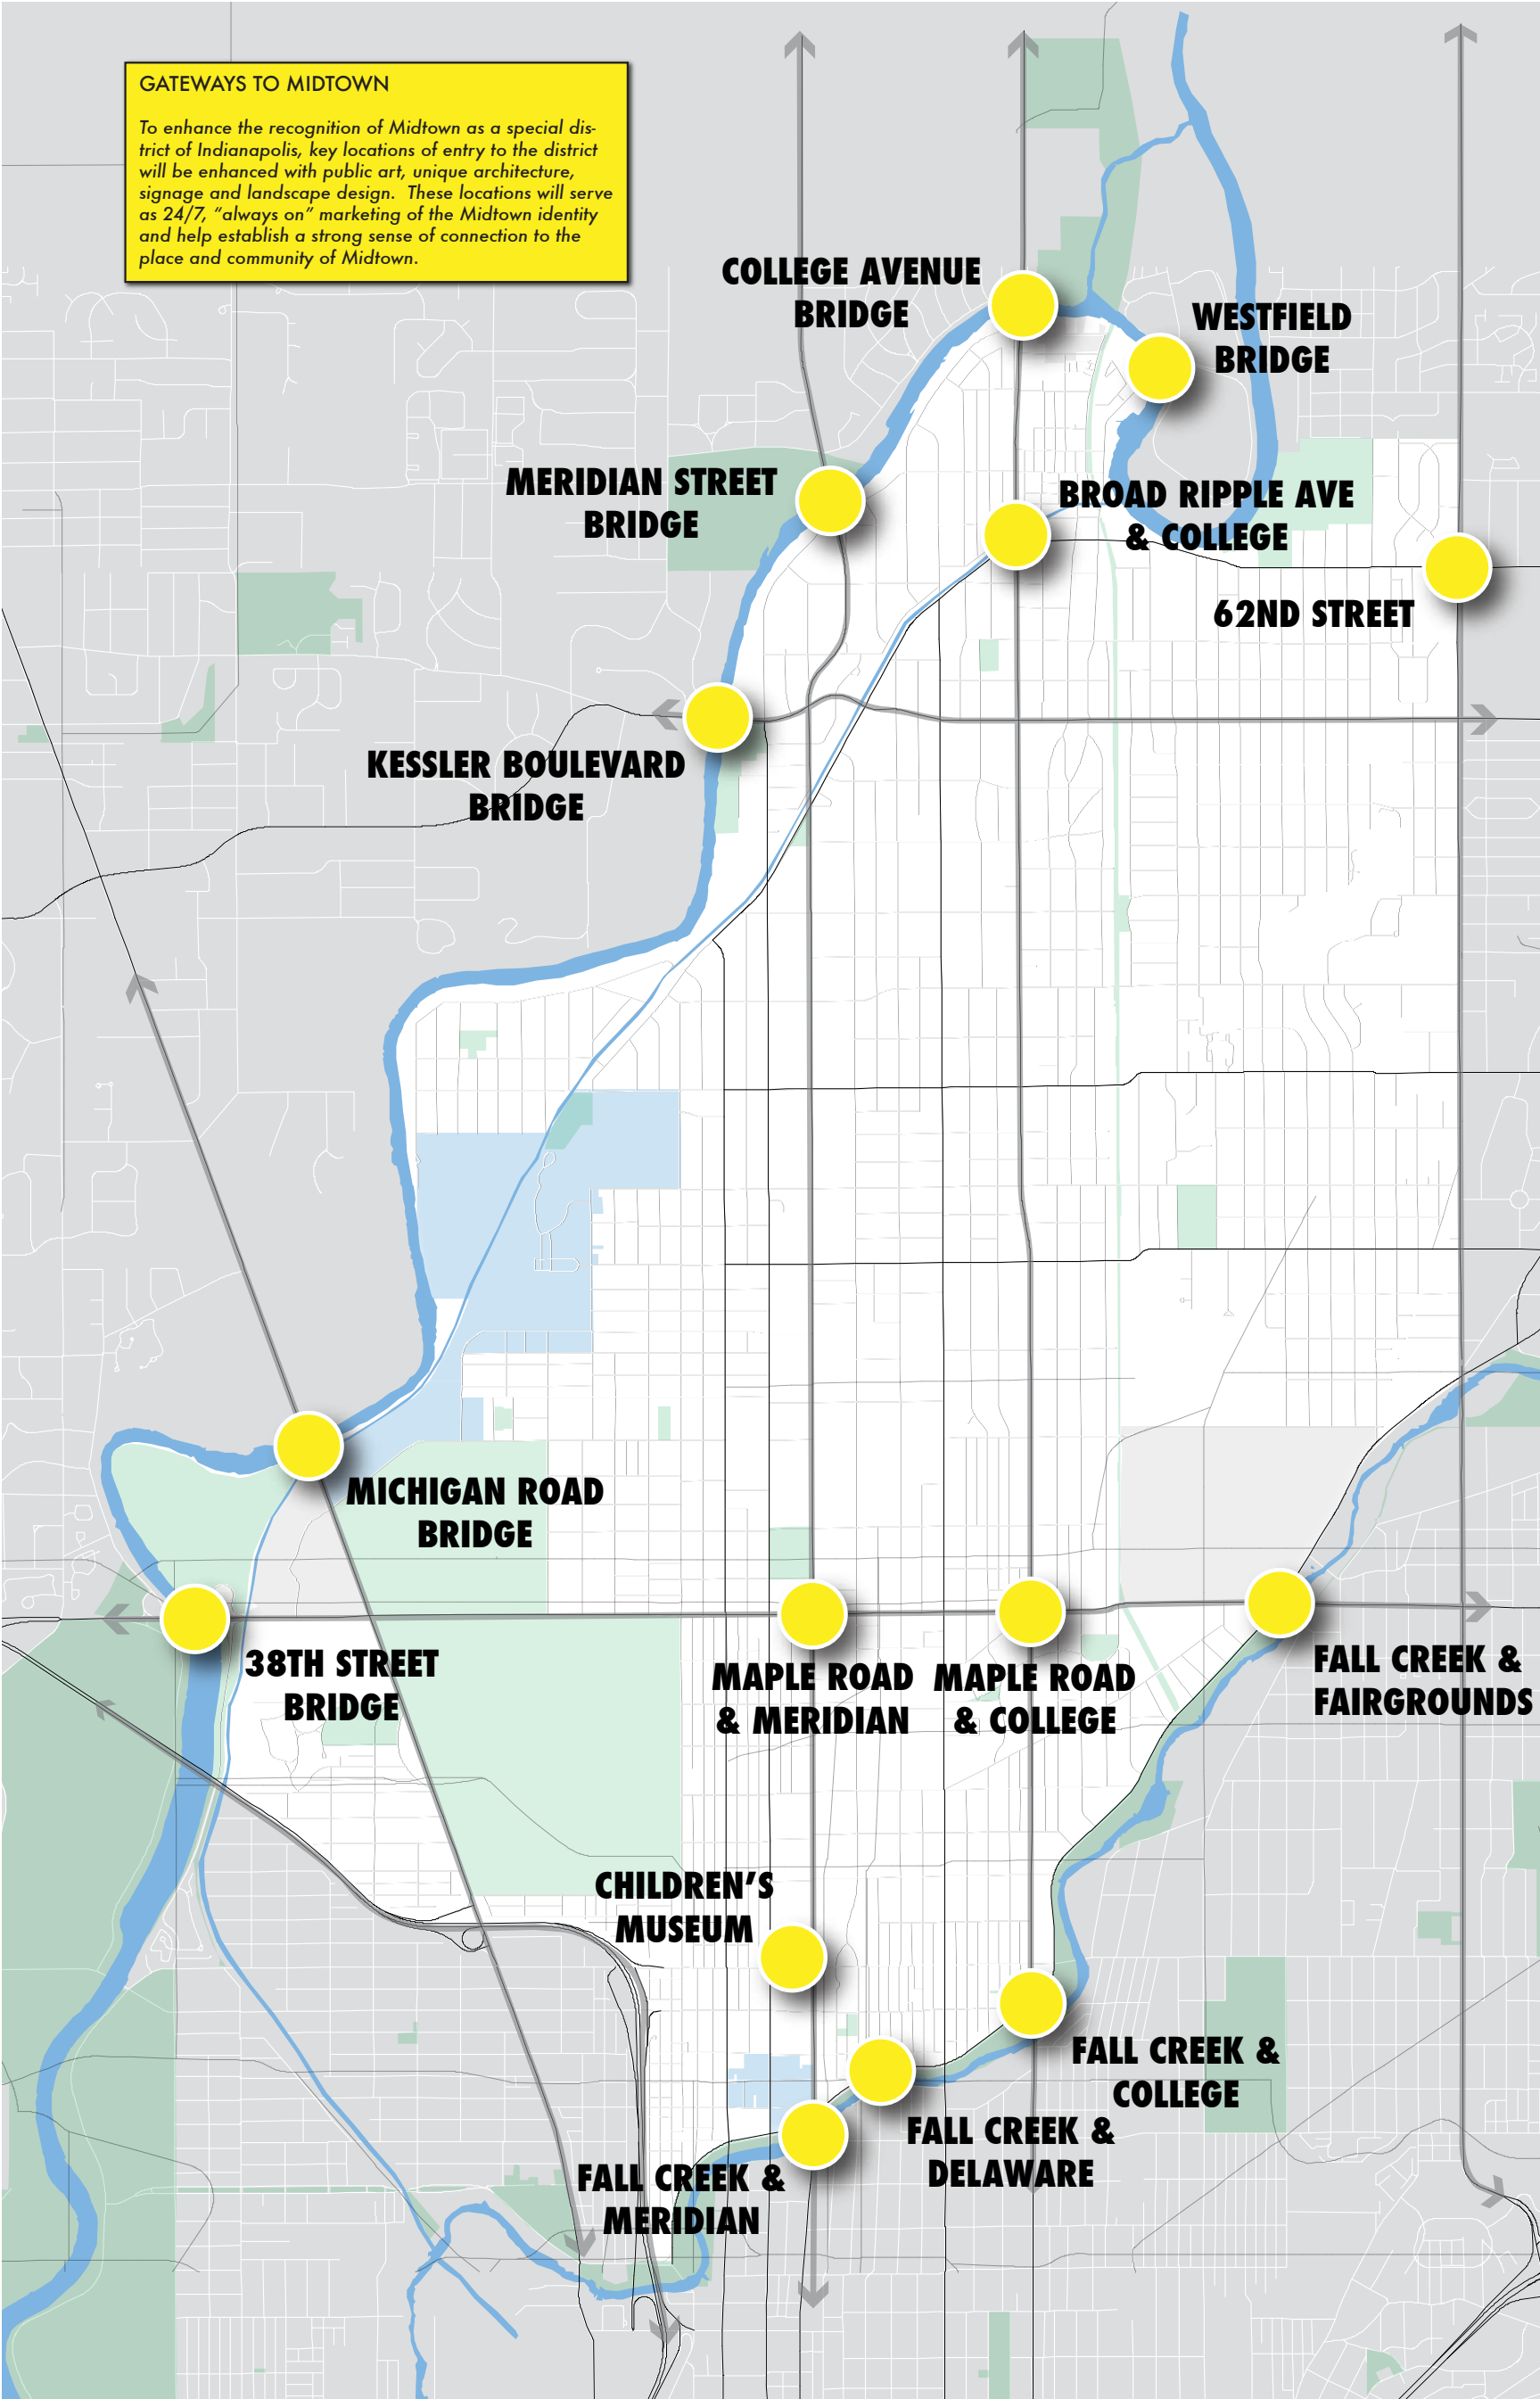 GATEWAYS TO MIDTOWN
To enhance the recognition of Midtown as a special dis-
trict of Indianapolis, key locations of entry to the district
will be enhanced with public art, unique architecture,
signage and landscape design.  These locations will serve
as 24/7, “always on” marketing of the Midtown identity
and help establish a strong sense of connection to the
place and community of Midtown.
COLLEGE AVENUE
BRIDGE
WESTFIELD
BRIDGE
MERIDIAN STREET
BRIDGE
BROAD RIPPLE AVE
& COLLEGE
62ND STREET
KESSLER BOULEVARD
BRIDGE
MICHIGAN ROAD
BRIDGE
38TH STREET
BRIDGE
MAPLE ROAD
& MERIDIAN
MAPLE ROAD
& COLLEGE
FALL CREEK &
FAIRGROUNDS
CHILDREN’S
MUSEUM
FALL CREEK &
COLLEGE
FALL CREEK &
DELAWARE
FALL CREEK &
MERIDIAN